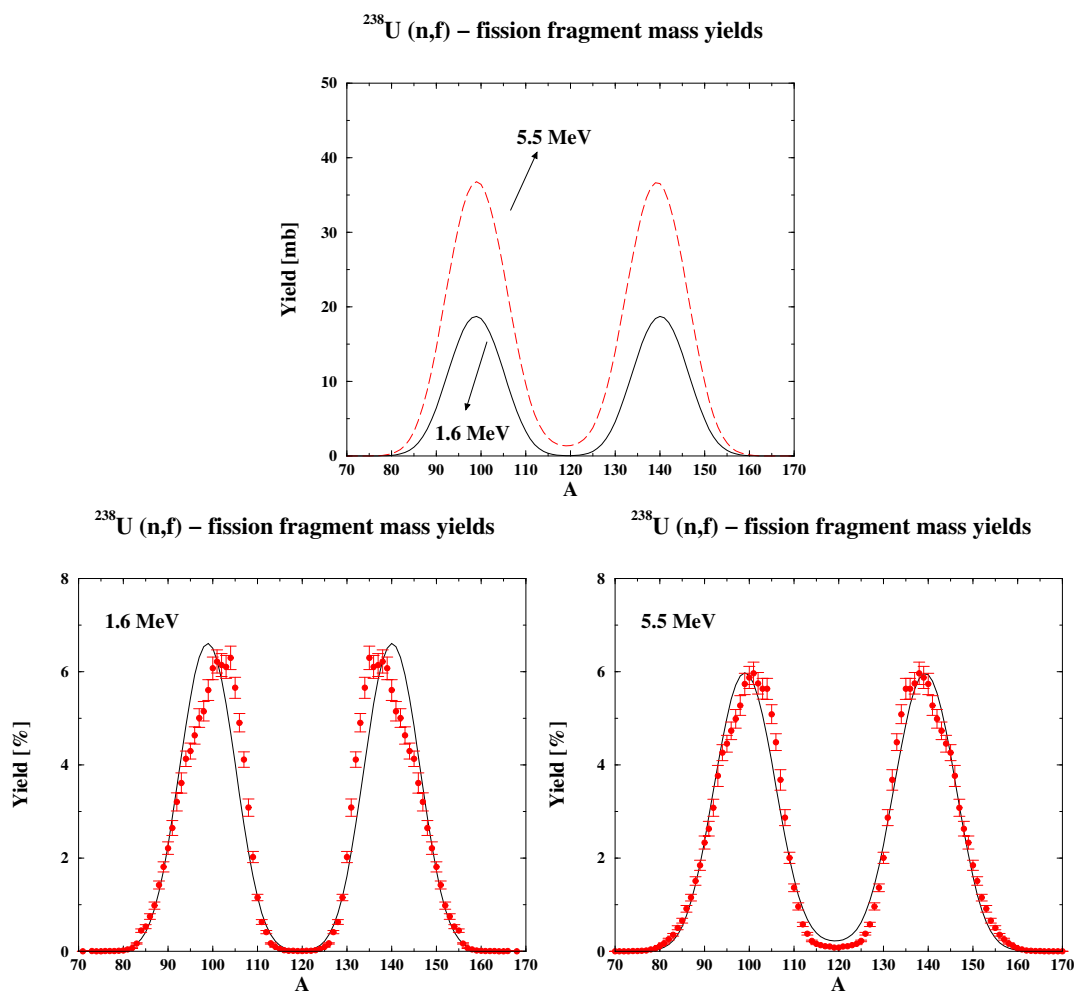 ²³⁸U (n,f) – fission fragment mass yields
50
40
30
20
10
0
Yield [mb]
5.5 MeV
1.6 MeV
70 80 90 100 110 120 130 140 150 160 170
A
²³⁸U (n,f) – fission fragment mass yields
8
6
4
2
0
Yield [%]
1.6 MeV
70 80 90 100 110 120 130 140 150 160 170
A
²³⁸U (n,f) – fission fragment mass yields
8
6
4
2
0
Yield [%]
5.5 MeV
70 80 90 100 110 120 130 140 150 160 170
A